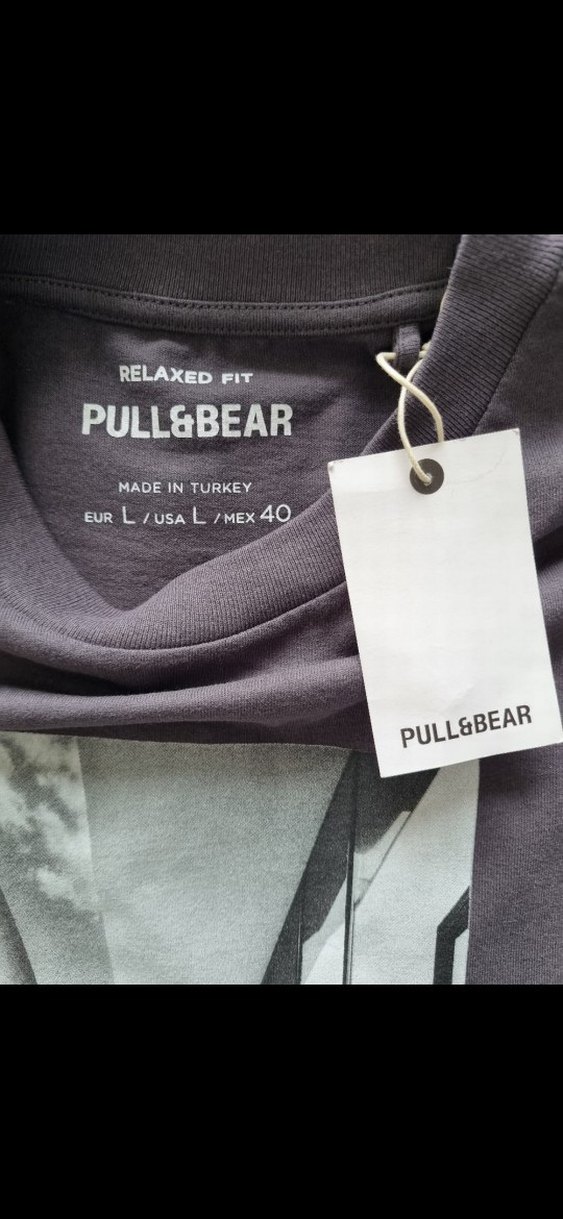 RELAXED FIT
PULL&BEAR
MADE IN TURKEY
EUR L / USA L / MEX 40
PULL&BEAR